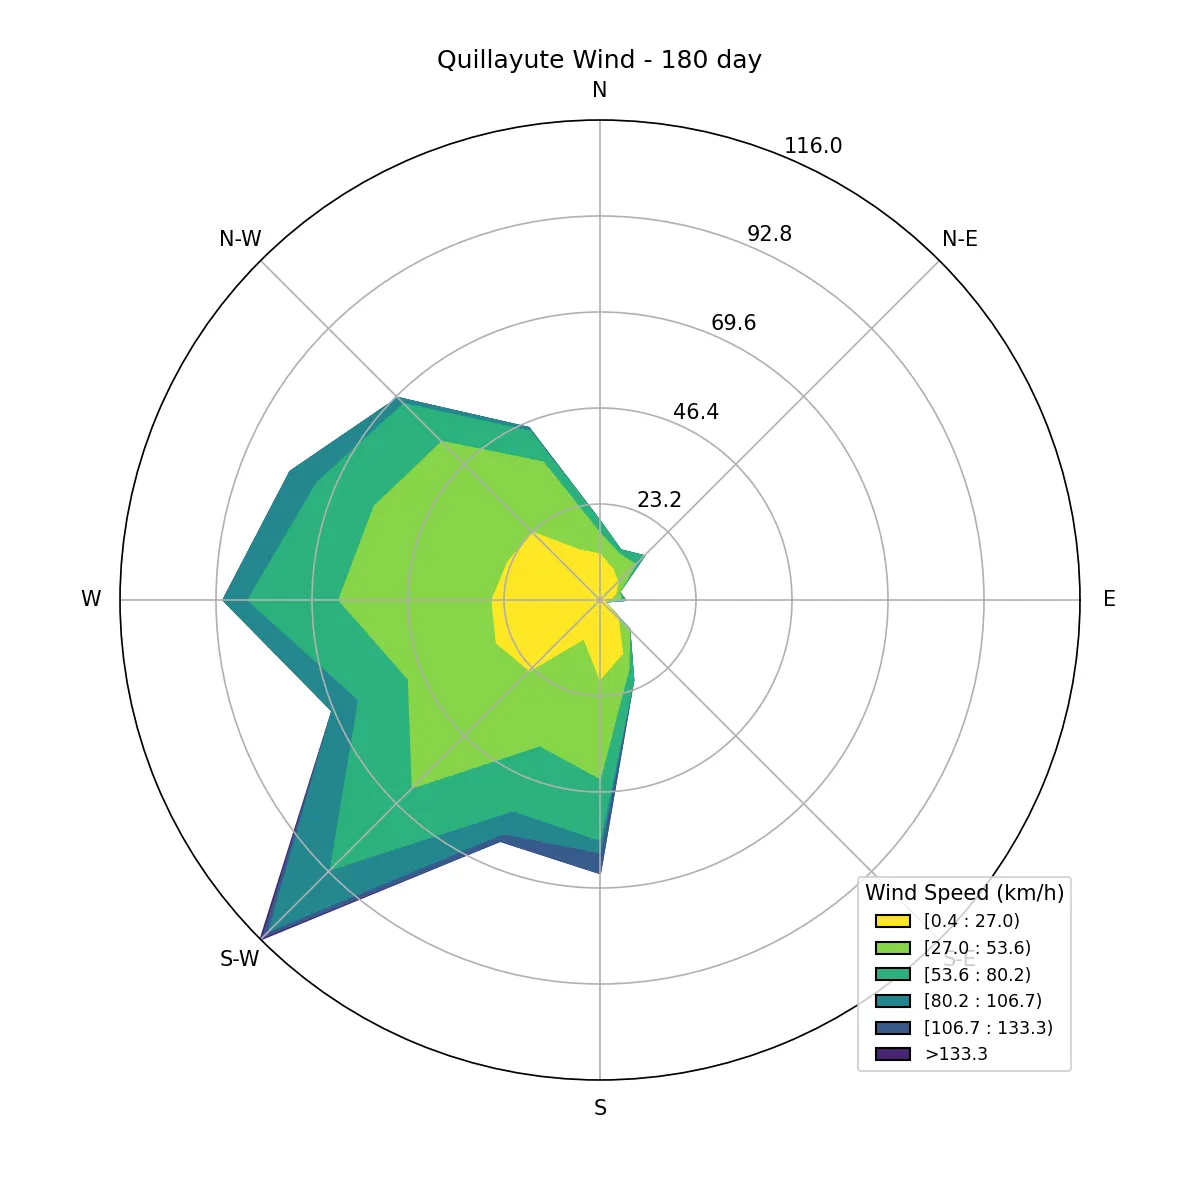 Quillayute Wind - 180 day
N
116.0
92.8
N-W
N-E
69.6
46.4
23.2
W
E
Wind Speed (km/h)
[0.4 : 27.0)
[27.0 : 53.6)
S-W
S-E
[53.6 : 80.2)
[80.2 : 106.7)
[106.7 : 133.3)
>133.3
S